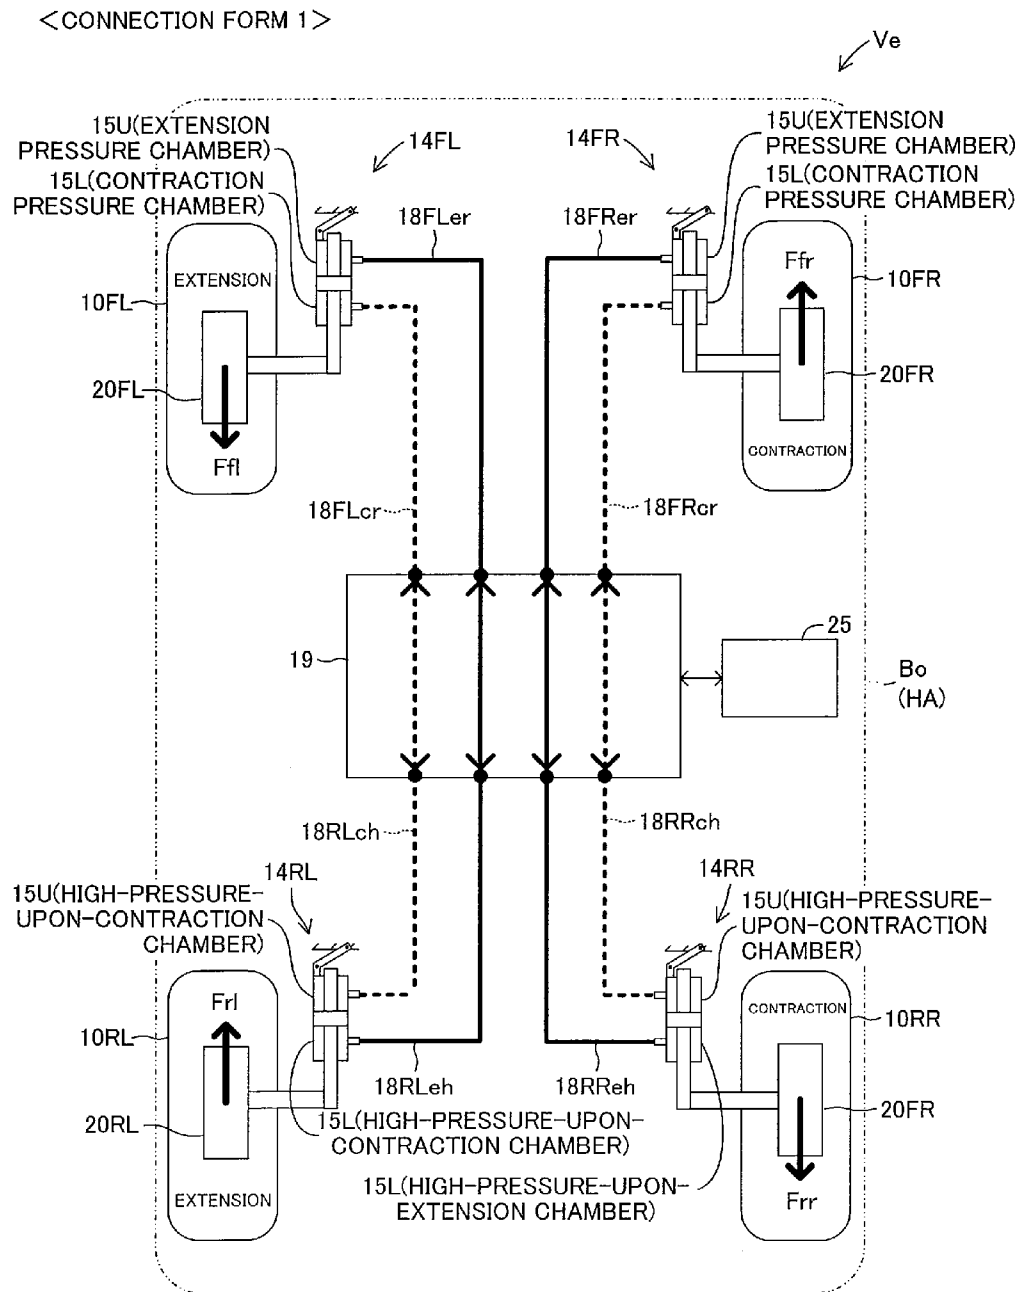 <CONNECTION FORM 1>
Ve
15U(EXTENSION
PRESSURE CHAMBER)
15L(CONTRACTION
PRESSURE CHAMBER)
14FL
14FR
15U(EXTENSION
PRESSURE CHAMBER)
15L(CONTRACTION
PRESSURE CHAMBER)
18FLer
18FRer
EXTENSION
10FL
20FL
Ffl
Ffr
10FR
20FR
CONTRACTION
18FLcr
18FRcr
19
25
Bo
(HA)
18RLch
18RRch
15U(HIGH-PRESSURE-
UPON-CONTRACTION
CHAMBER)
14RL
14RR
15U(HIGH-PRESSURE-
UPON-CONTRACTION
CHAMBER)
Frl
10RL
20RL
EXTENSION
CONTRACTION
10RR
20FR
Frr
18RLeh
18RReh
15L(HIGH-PRESSURE-UPON-
CONTRACTION CHAMBER)
15L(HIGH-PRESSURE-UPON-
EXTENSION CHAMBER)